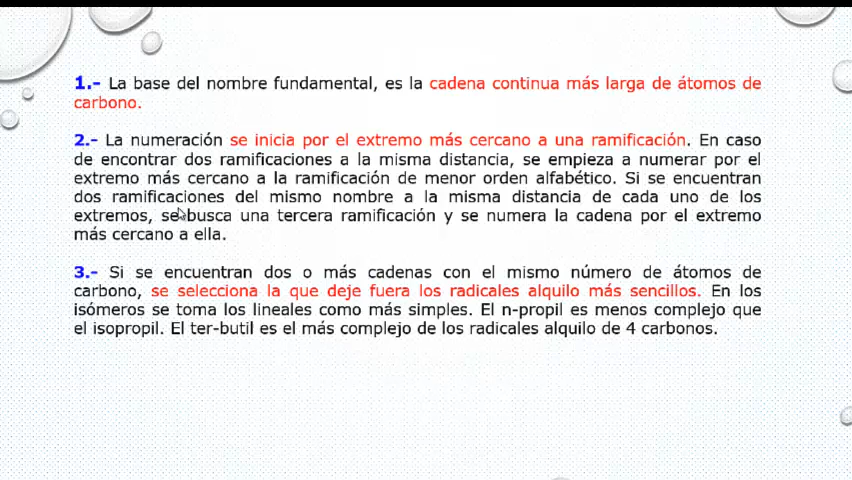 1.- La base del nombre fundamental, es la cadena continua más larga de átomos de
carbono.
2.- La numeración se inicia por el extremo más cercano a una ramificación. En caso
de encontrar dos ramificaciones a la misma distancia, se empieza a numerar por el
extremo más cercano a la ramificación de menor orden alfabético. Si se encuentran
dos ramificaciones del mismo nombre a la misma distancia de cada uno de los
extremos, se busca una tercera ramificación y se numera la cadena por el extremo
más cercano a ella.
3.- Si se encuentran dos o más cadenas con el mismo número de átomos de
carbono, se selecciona la que deje fuera los radicales alquilo más sencillos. En los
isómeros se toma los lineales como más simples. El n-propil es menos complejo que
el isopropil. El ter-butil es el más complejo de los radicales alquilo de 4 carbonos.